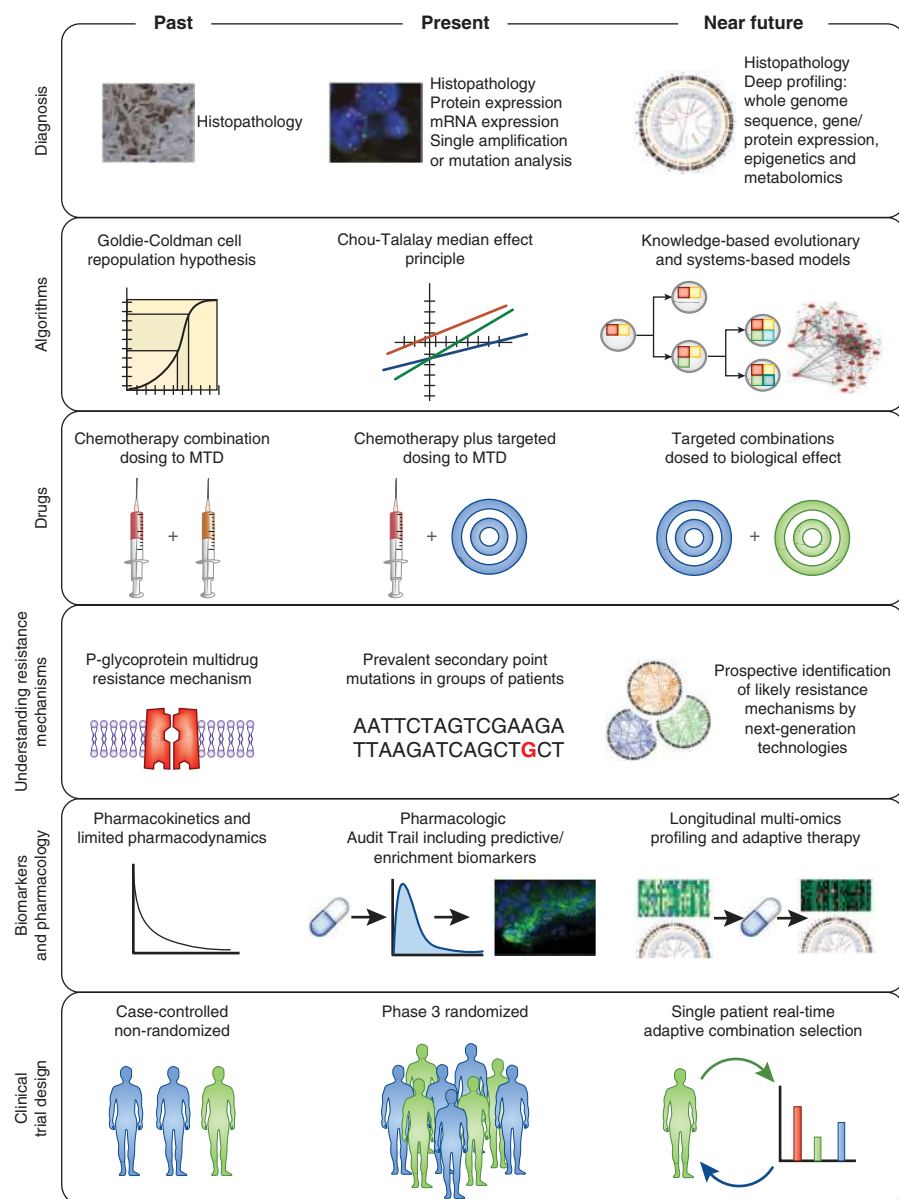 Past
Present
Near future
Diagnosis
Histopathology
Histopathology
Protein expression
mRNA expression
Single amplification
or mutation analysis
Histopathology
Deep profiling:
whole genome
sequence, gene/
protein expression,
epigenetics and
metabolomics
Algorithms
Goldie-Coldman cell
repopulation hypothesis
Chou-Talalay median effect
principle
Knowledge-based evolutionary
and systems-based models
Drugs
Chemotherapy combination
dosing to MTD
+
Chemotherapy plus targeted
dosing to MTD
+
Targeted combinations
dosed to biological effect
+
Understanding resistance
mechanisms
P-glycoprotein multidrug
resistance mechanism
Prevalent secondary point
mutations in groups of patients
AATTCTAGTCGAAGA
TTAAGATCAGCTGCT
Prospective identification
of likely resistance
mechanisms by
next-generation
technologies
Biomarkers
and pharmacology
Pharmacokinetics and
limited pharmacodynamics
Pharmacologic
Audit Trail including predictive/
enrichment biomarkers
Longitudinal multi-omics
profiling and adaptive therapy
Clinical
trial design
Case-controlled
non-randomized
Phase 3 randomized
Single patient real-time
adaptive combination selection